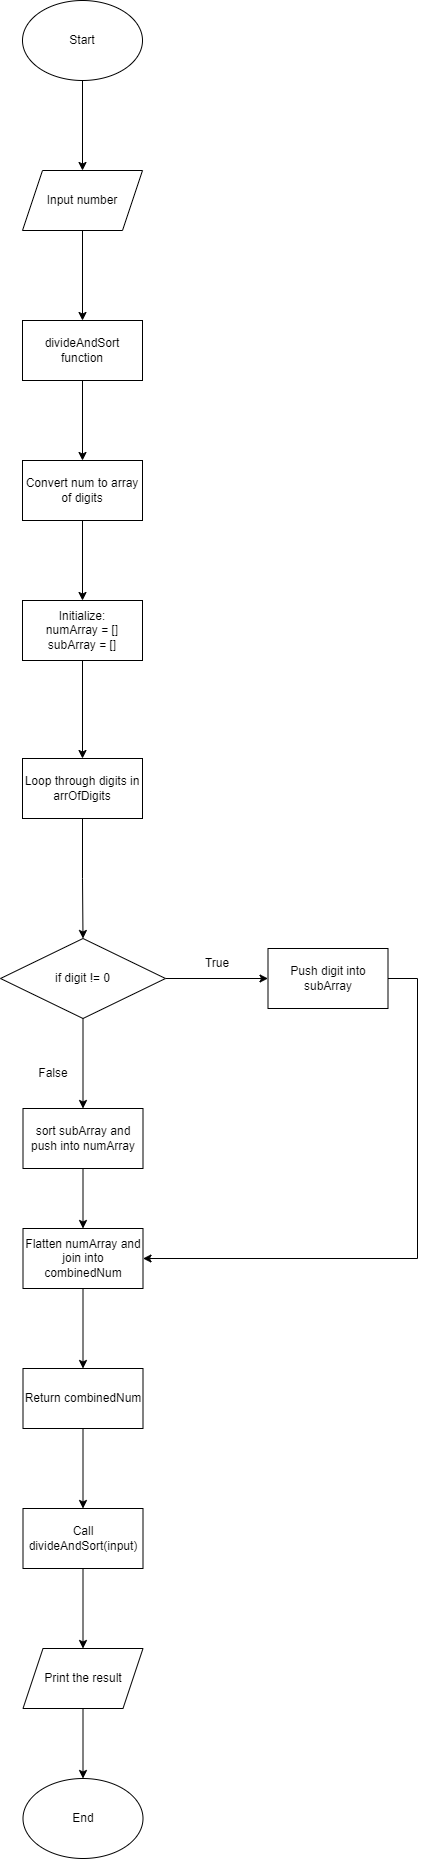 Start
Input number
divideAndSort
function
Convert num to array
of digits
Initialize:
numArray = []
subArray = []
Loop through digits in
arrOfDigits
if digit != 0
True
Push digit into
subArray
False
sort subArray and
push into numArray
Flatten numArray and
join into
combinedNum
Return combinedNum
Call
divideAndSort(input)
Print the result
End